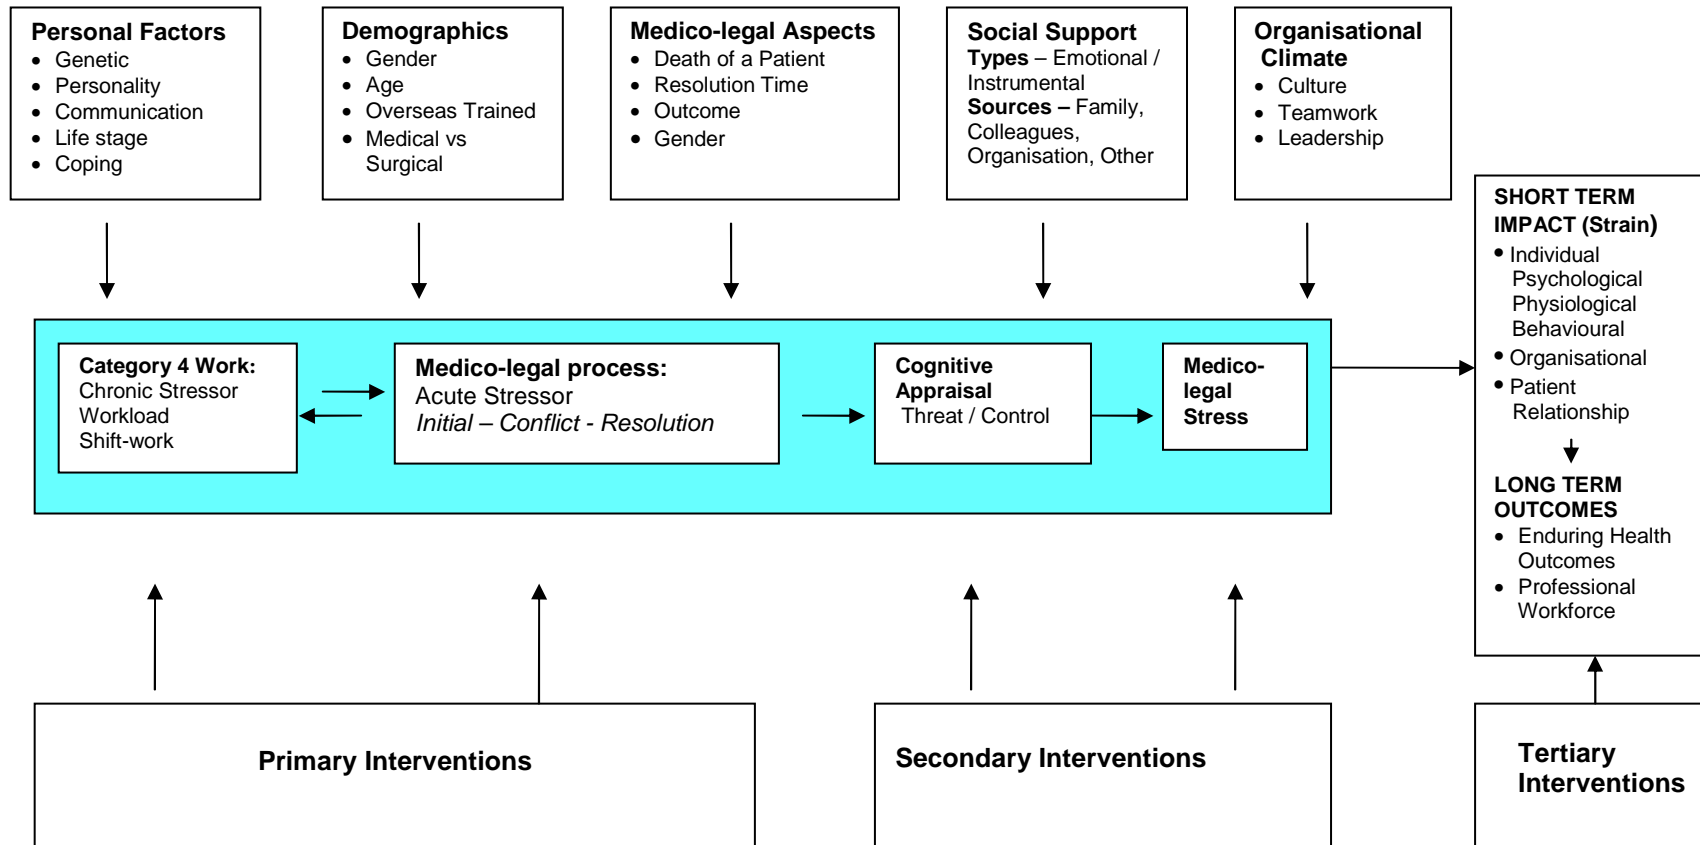 Personal Factors
• Genetic
• Personality
• Communication
• Life stage
• Coping
Demographics
• Gender
• Age
• Overseas Trained
• Medical vs
Surgical
Medico-legal Aspects
• Death of a Patient
• Resolution Time
• Outcome
• Gender
Social Support
Types – Emotional /
Instrumental
Sources – Family,
Colleagues,
Organisation, Other
Organisational
Climate
• Culture
• Teamwork
• Leadership
SHORT TERM
IMPACT (Strain)
• Individual
Psychological
Physiological
Behavioural
• Organisational
• Patient
Relationship
LONG TERM
OUTCOMES
• Enduring Health
Outcomes
• Professional
Workforce
Category 4 Work:
Chronic Stressor
Workload
Shift-work
Medico-legal process:
Acute Stressor
Initial – Conflict - Resolution
Cognitive
Appraisal
Threat / Control
Medico-
legal
Stress
Primary Interventions
Secondary Interventions
Tertiary
Interventions